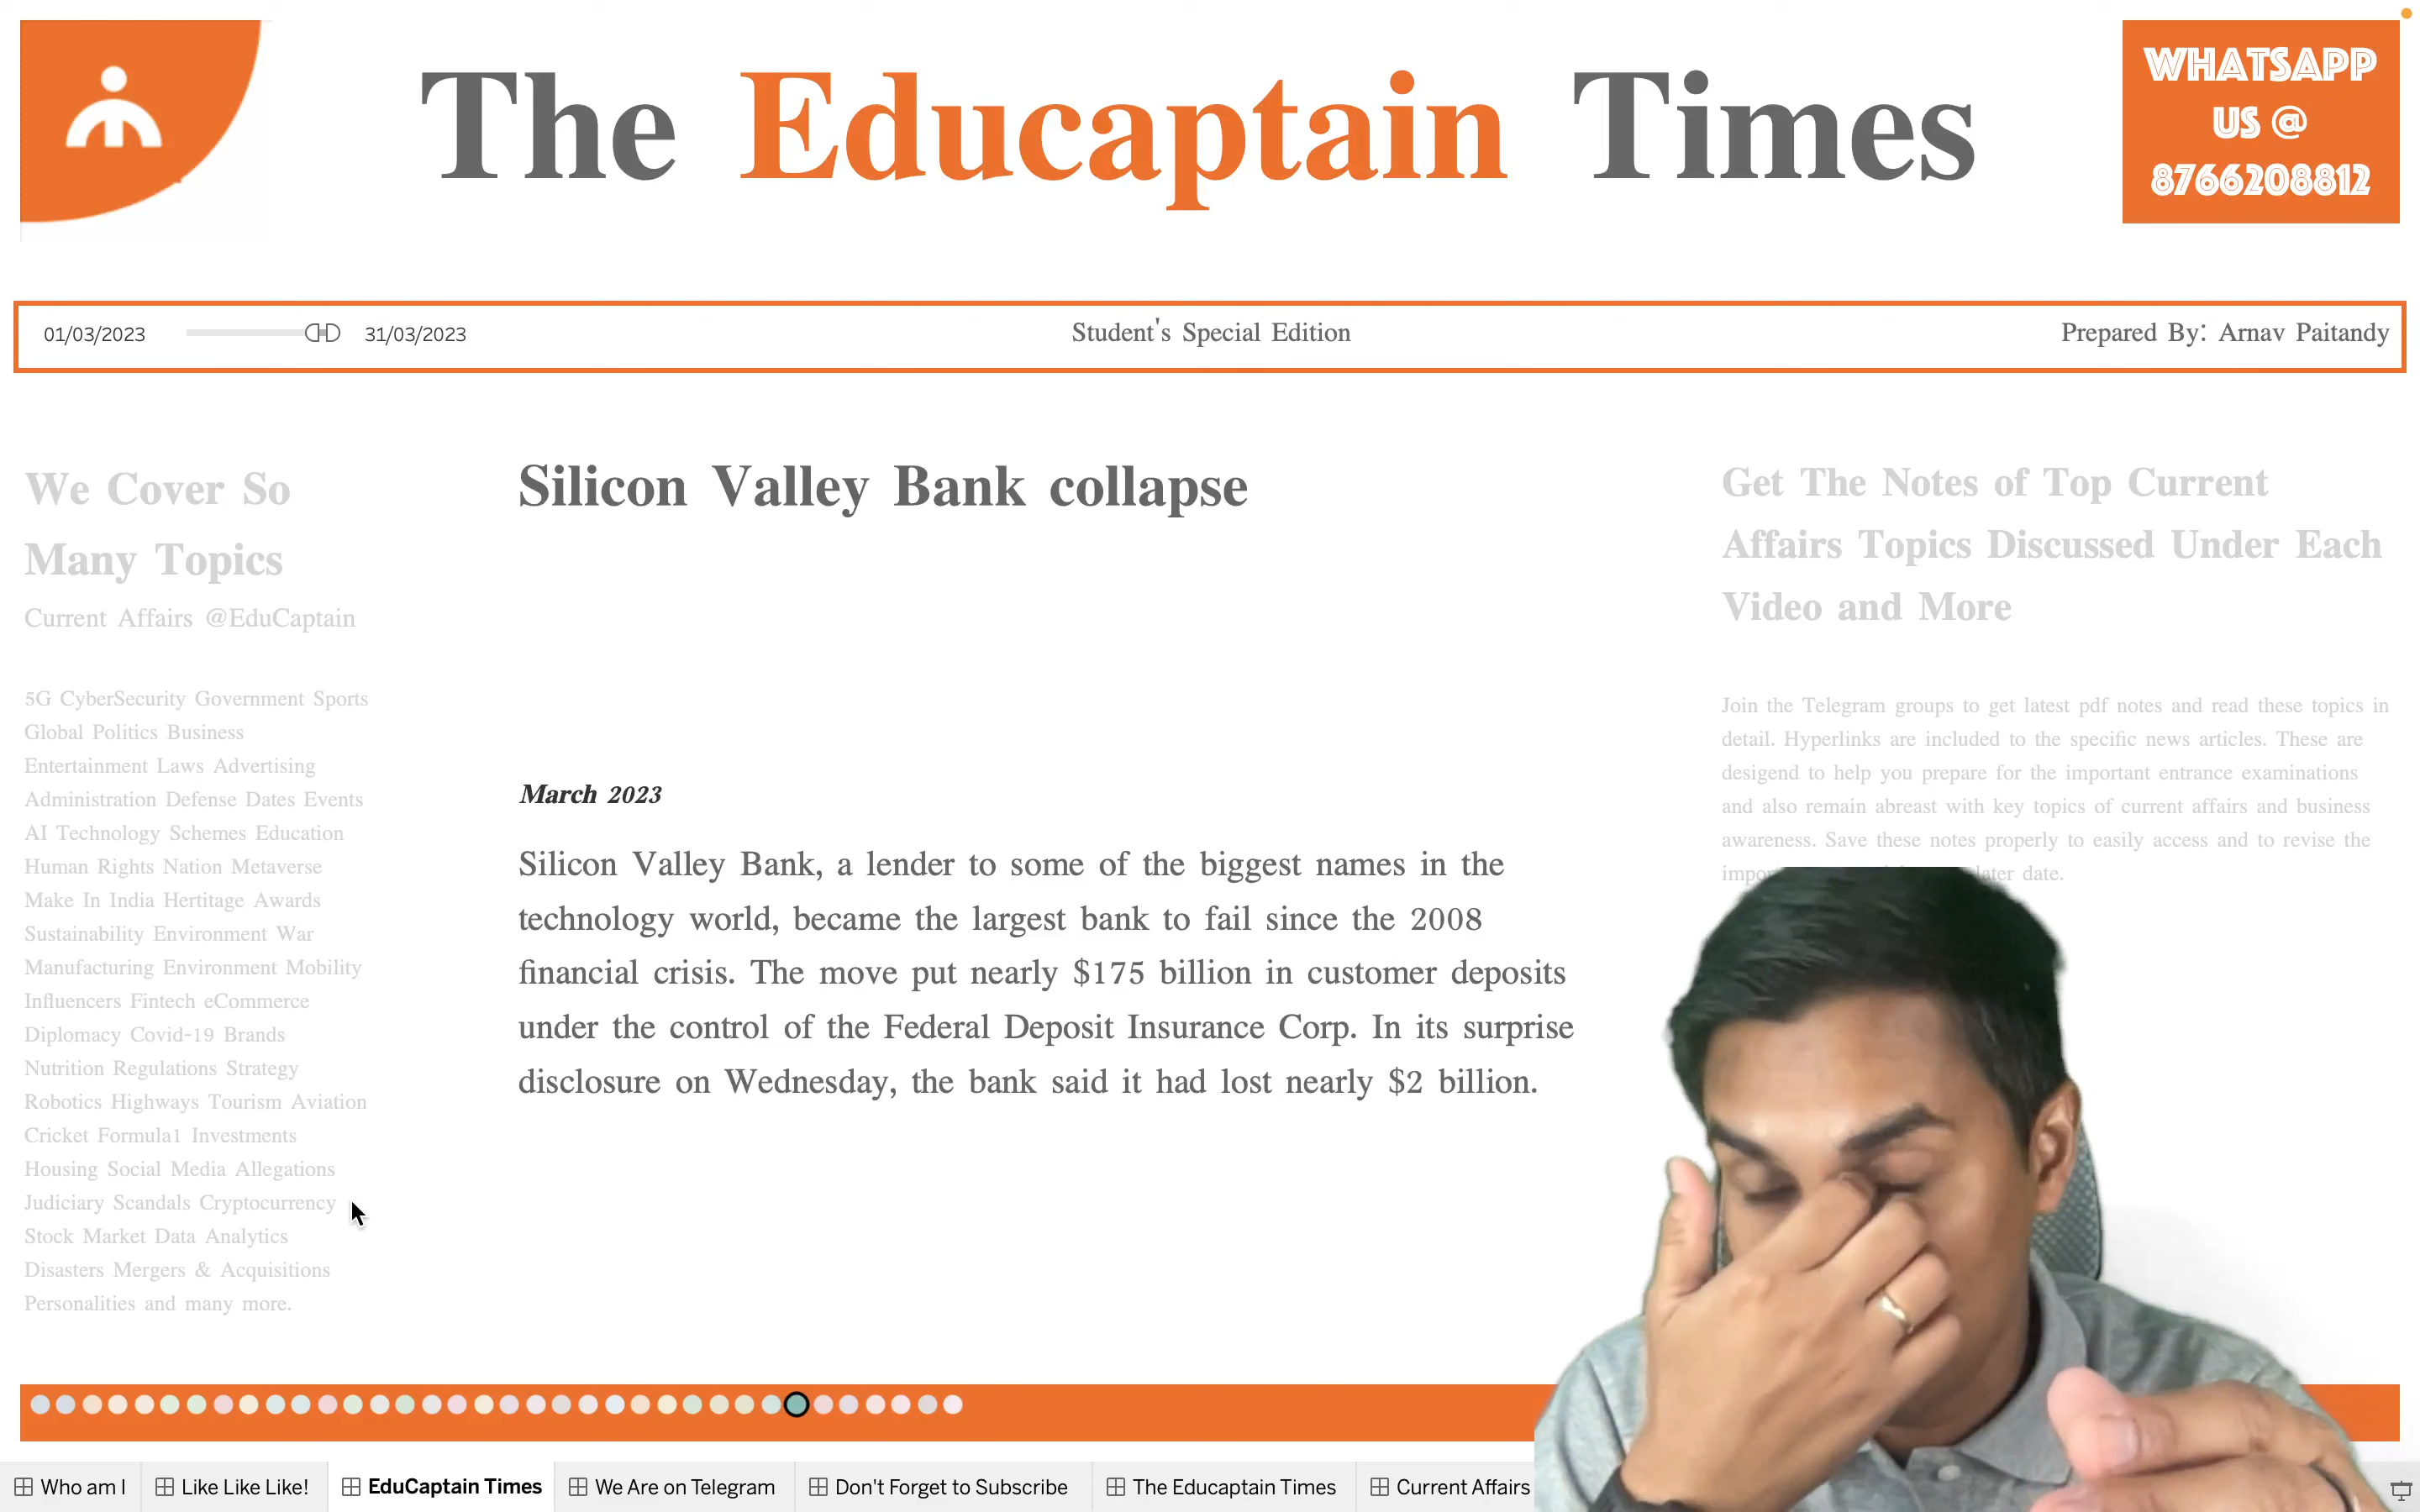 The Educaptain Times
WHATSAPP
US @
8766208812
01/03/2023
31/03/2023
Student's Special Edition
Prepared By: Arnav Paitandy
We Cover So
Many Topics
Current Affairs @EduCaptain
5G CyberSecurity Government Sports
Global Politics Business
Entertainment Laws Advertising
Administration Defense Dates Events
AI Technology Schemes Education
Human Rights Nation Metaverse
Make In India Hertitage Awards
Sustainability Environment War
Manufacturing Environment Mobility
Influencers Fintech eCommerce
Diplomacy Covid-19 Brands
Nutrition Regulations Strategy
Robotics Highways Tourism Aviation
Cricket Formula1 Investments
Housing Social Media Allegations
Judiciary Scandals Cryptocurrency
Stock Market Data Analytics
Disasters Mergers & Acquisitions
Personalities and many more.
Silicon Valley Bank collapse
March 2023
Silicon Valley Bank, a lender to some of the biggest names in the
technology world, became the largest bank to fail since the 2008
financial crisis. The move put nearly $175 billion in customer deposits
under the control of the Federal Deposit Insurance Corp. In its surprise
disclosure on Wednesday, the bank said it had lost nearly $2 billion.
Get The Notes of Top Current
Affairs Topics Discussed Under Each
Video and More
Join the Telegram groups to get latest pdf notes and read these topics in
detail. Hyperlinks are included to the specific news articles. These are
desigend to help you prepare for the important entrance examinations
and also remain abreast with key topics of current affairs and business
awareness. Save these notes properly to easily access and to revise the
later date.
Who am I
Like Like Like!
EduCaptain Times
We Are on Telegram
Don't Forget to Subscribe
The Educaptain Times
Current Affairs